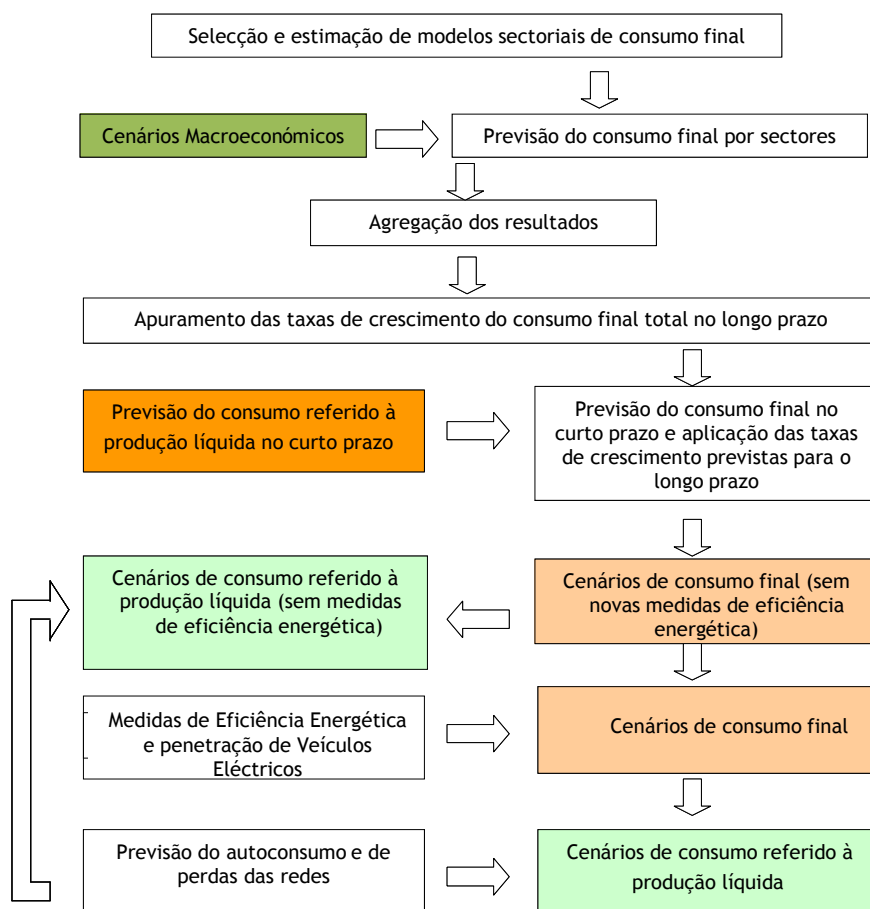 Selecção e estimação de modelos sectoriais de consumo final
Cenários Macroeconómicos
Previsão do consumo final por sectores
Agregação dos resultados
Apuramento das taxas de crescimento do consumo final total no longo prazo
Previsão do consumo referido à
produção líquida no curto prazo
Previsão do consumo final no
curto prazo e aplicação das taxas
de crescimento previstas para o
longo prazo
Cenários de consumo referido à
produção líquida (sem medidas
de eficiência energética)
Cenários de consumo final (sem
novas medidas de eficiência
energética)
Medidas de Eficiência Energética
e penetração de Veículos
Eléctricos
Cenários de consumo final
Previsão do autoconsumo e de
perdas das redes
Cenários de consumo referido à
produção líquida